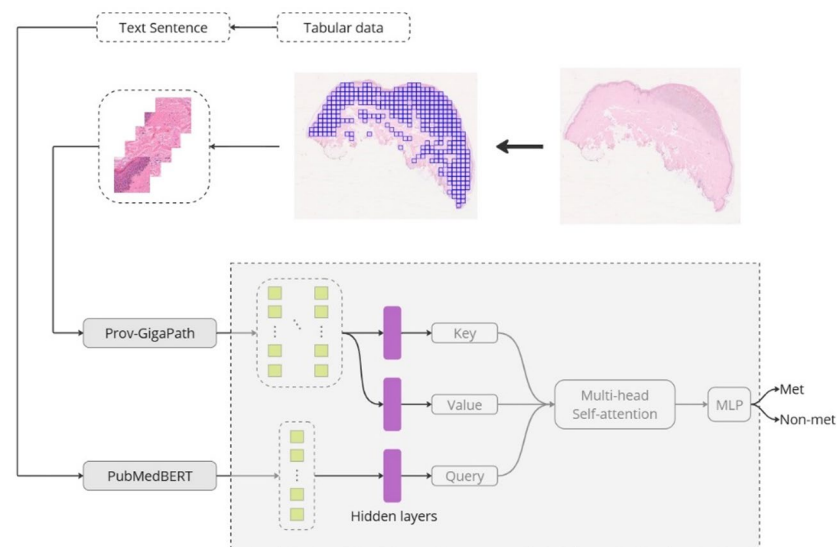 Text Sentence
Tabular data
Prov-GigaPath
Key
Value
Multi-head
Self-attention
MLP
Met
Non-met
PubMedBERT
Query
Hidden layers